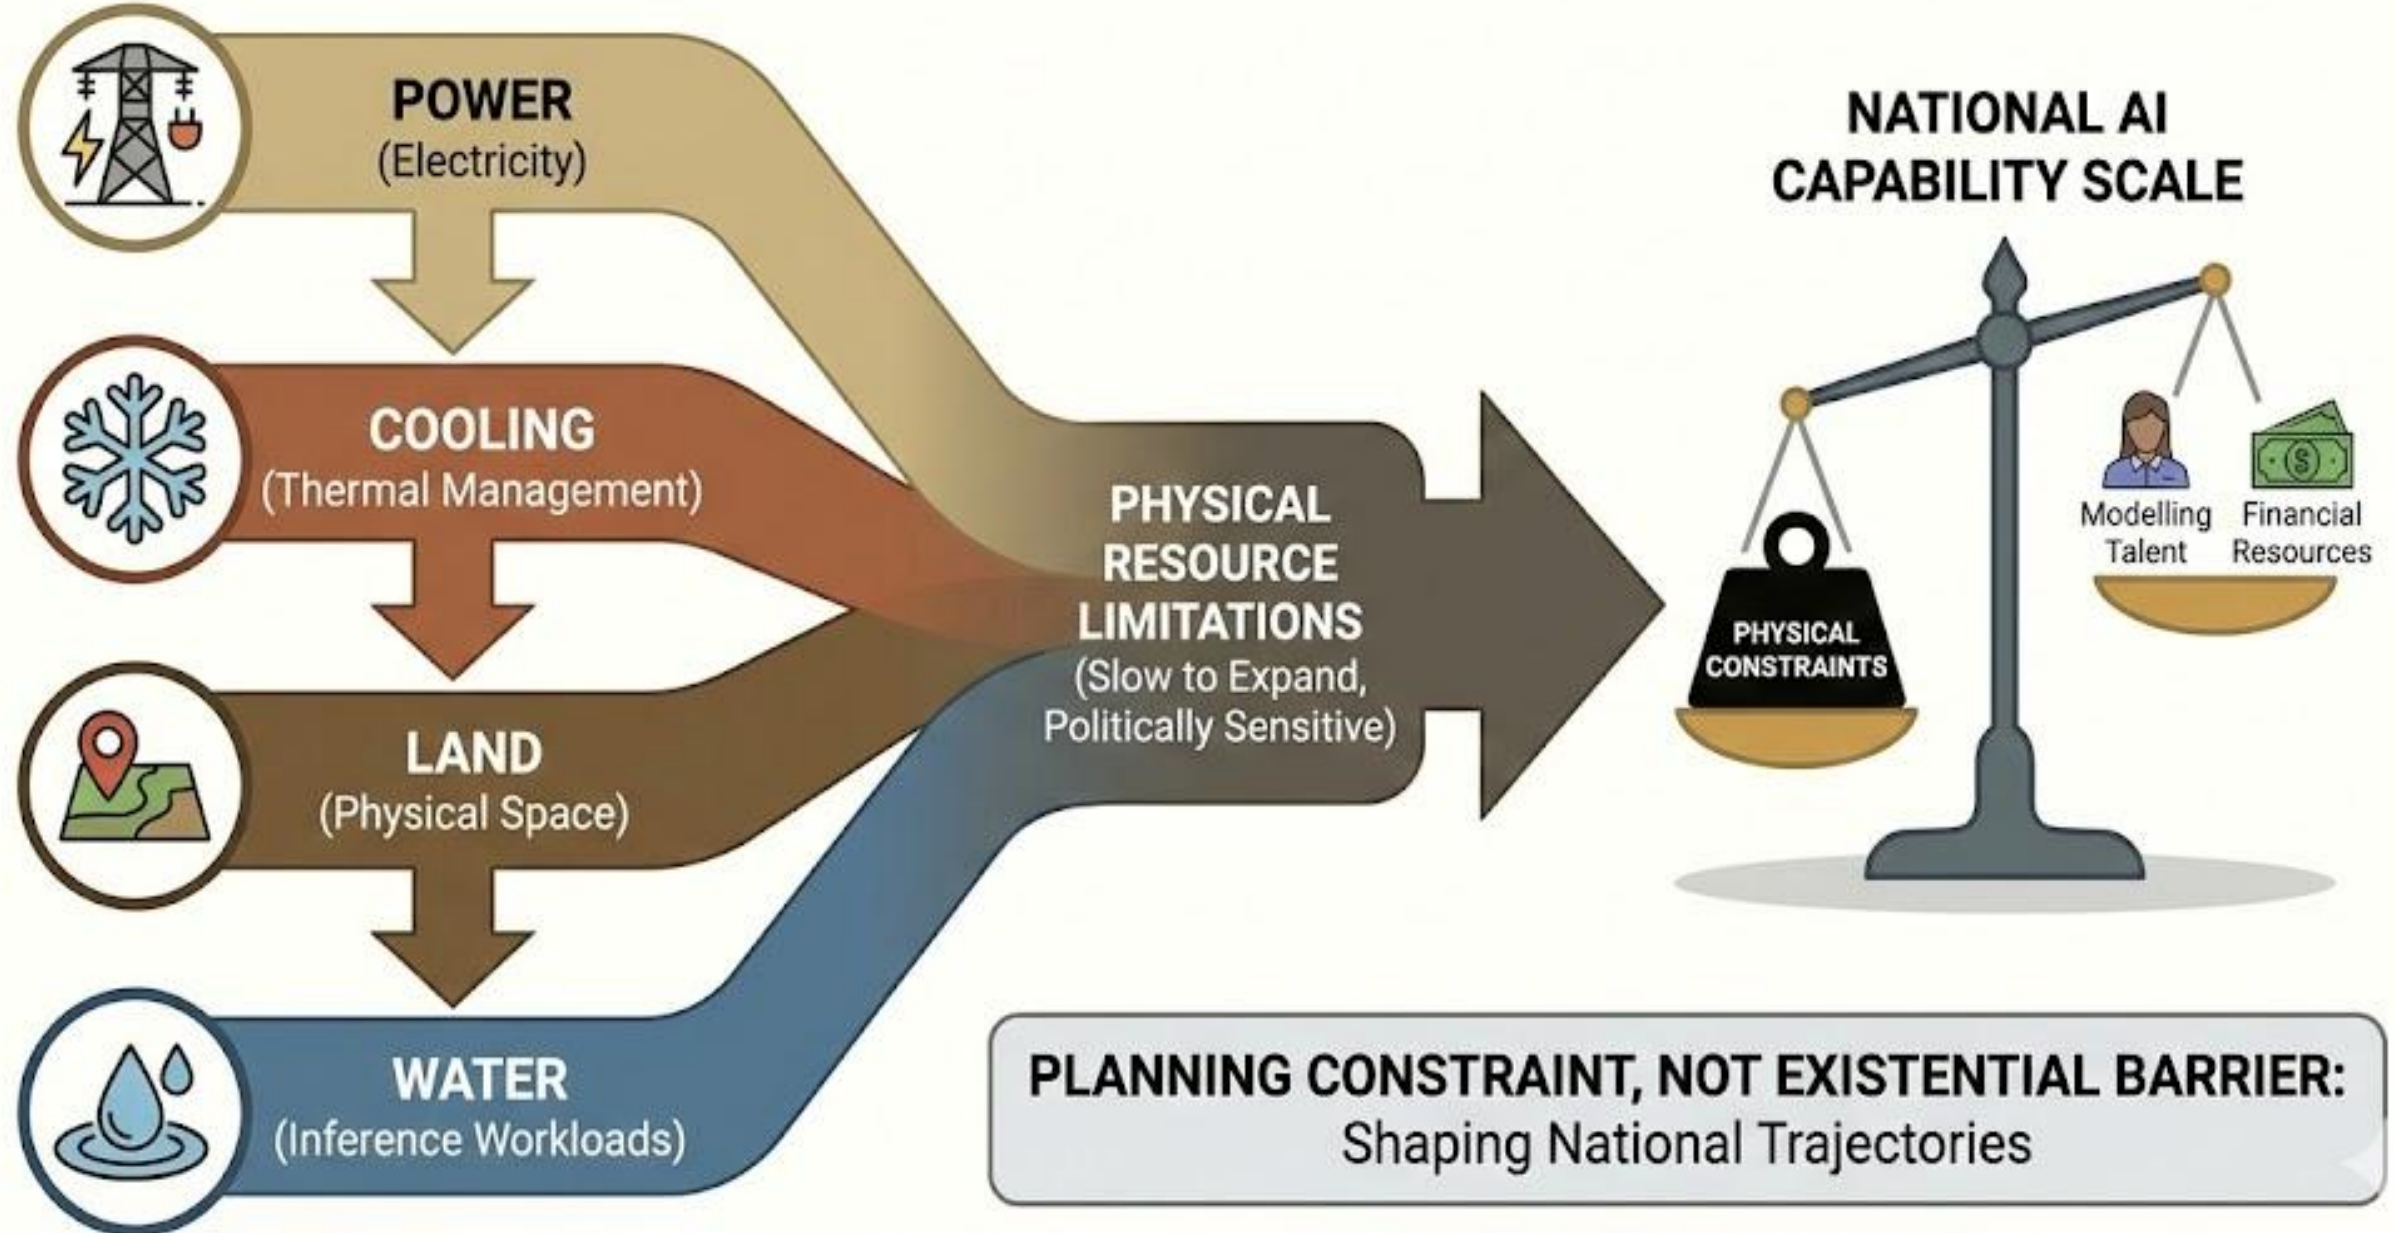 POWER
(Electricity)
COOLING
(Thermal Management)
LAND
(Physical Space)
WATER
(Inference Workloads)
PHYSICAL
RESOURCE
LIMITATIONS
(Slow to Expand,
Politically Sensitive)
NATIONAL AI
CAPABILITY SCALE
PHYSICAL
CONSTRAINTS
Modelling
Talent
Financial
Resources
$
PLANNING CONSTRAINT, NOT EXISTENTIAL BARRIER:
Shaping National Trajectories